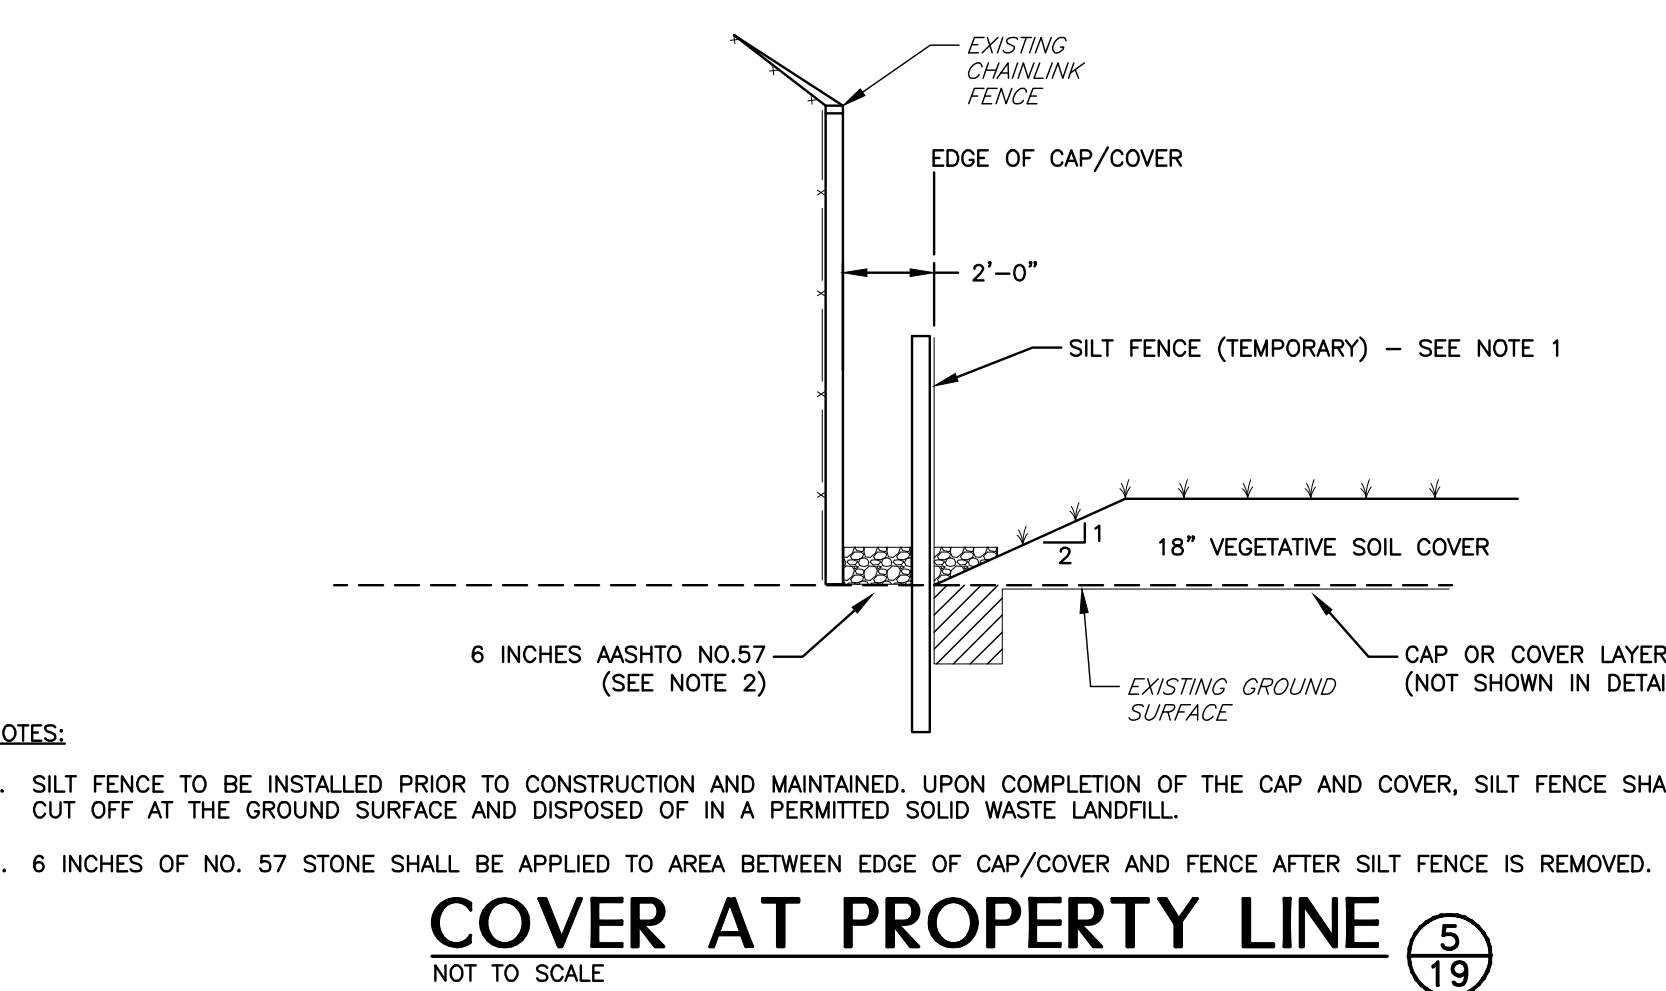 EXISTING
CHAINLINK
FENCE
EDGE OF CAP/COVER
2'-0"
SILT FENCE (TEMPORARY) - SEE NOTE 1
1
2
18" VEGETATIVE SOIL COVER
6 INCHES AASHTO NO.57
(SEE NOTE 2)
EXISTING GROUND
SURFACE
CAP OR COVER LAYER
(NOT SHOWN IN DETAI
OTES:
. SILT FENCE TO BE INSTALLED PRIOR TO CONSTRUCTION AND MAINTAINED. UPON COMPLETION OF THE CAP AND COVER, SILT FENCE SHA
CUT OFF AT THE GROUND SURFACE AND DISPOSED OF IN A PERMITTED SOLID WASTE LANDFILL.
. 6 INCHES OF NO. 57 STONE SHALL BE APPLIED TO AREA BETWEEN EDGE OF CAP/COVER AND FENCE AFTER SILT FENCE IS REMOVED.
COVER AT PROPERTY LINE
NOT TO SCALE
5
19